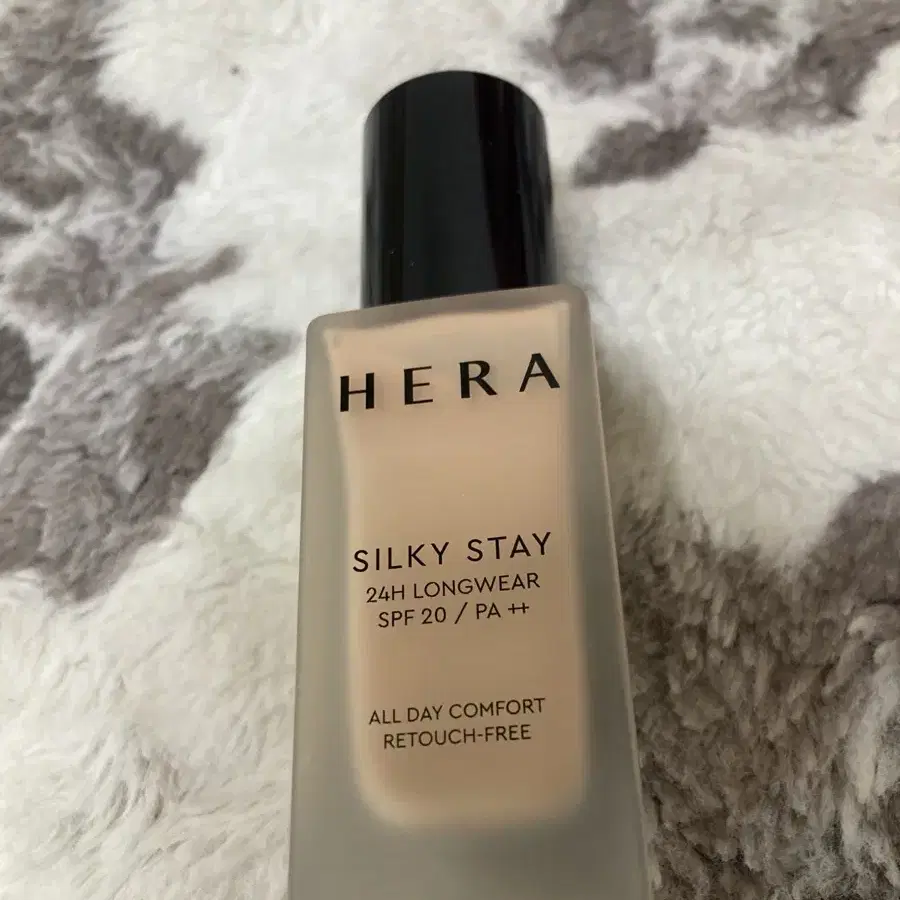 HERA
SILKY STAY
24H LONGWEAR
SPF 20 / PA ++
ALL DAY COMFORT
RETOUCH-FREE